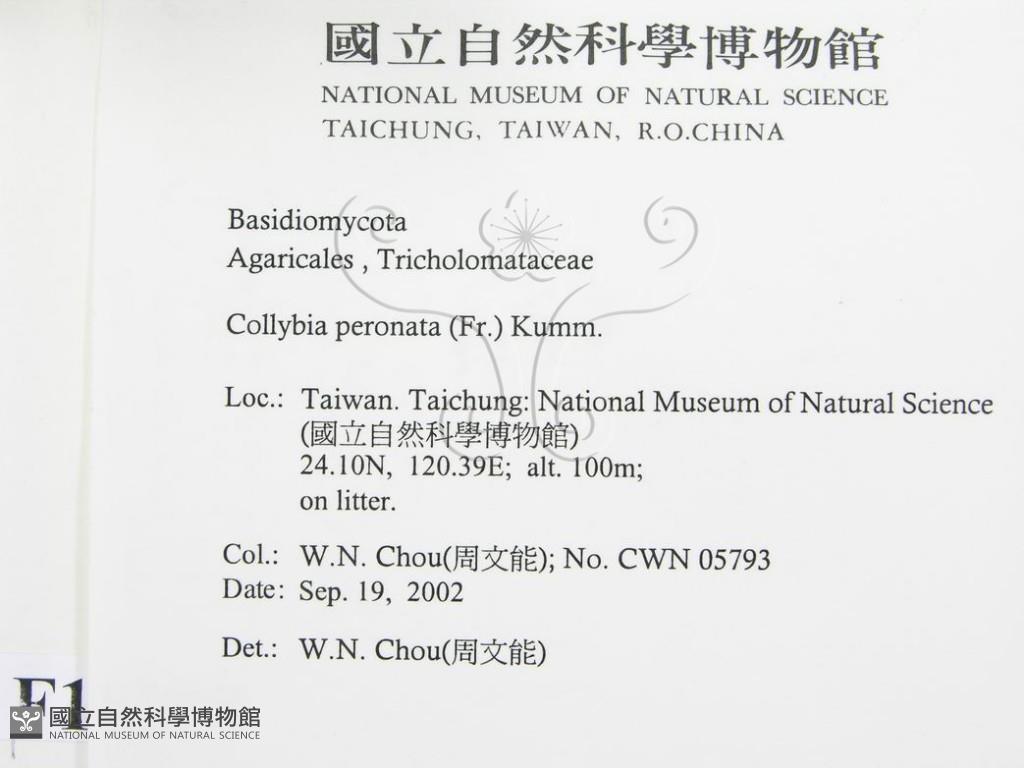 國立自然科學博物館
NATIONAL MUSEUM OF NATURAL SCIENCE
TAICHUNG, TAIWAN, R.O.CHINA
Basidiomycota
Agaricales , Tricholomataceae
Collybia peronata (Fr.) Kumm.
Loc.: Taiwan. Taichung: National Museum of Natural Science
(國立自然科學博物館)
24.10N, 120.39E; alt. 100m;
on litter.
Col.: W.N. Chou(周文能); No. CWN 05793
Date: Sep. 19, 2002
Det.: W.N. Chou(周文能)
F1
國立自然科學博物館
NATIONAL MUSEUM OF NATURAL SCIENCE